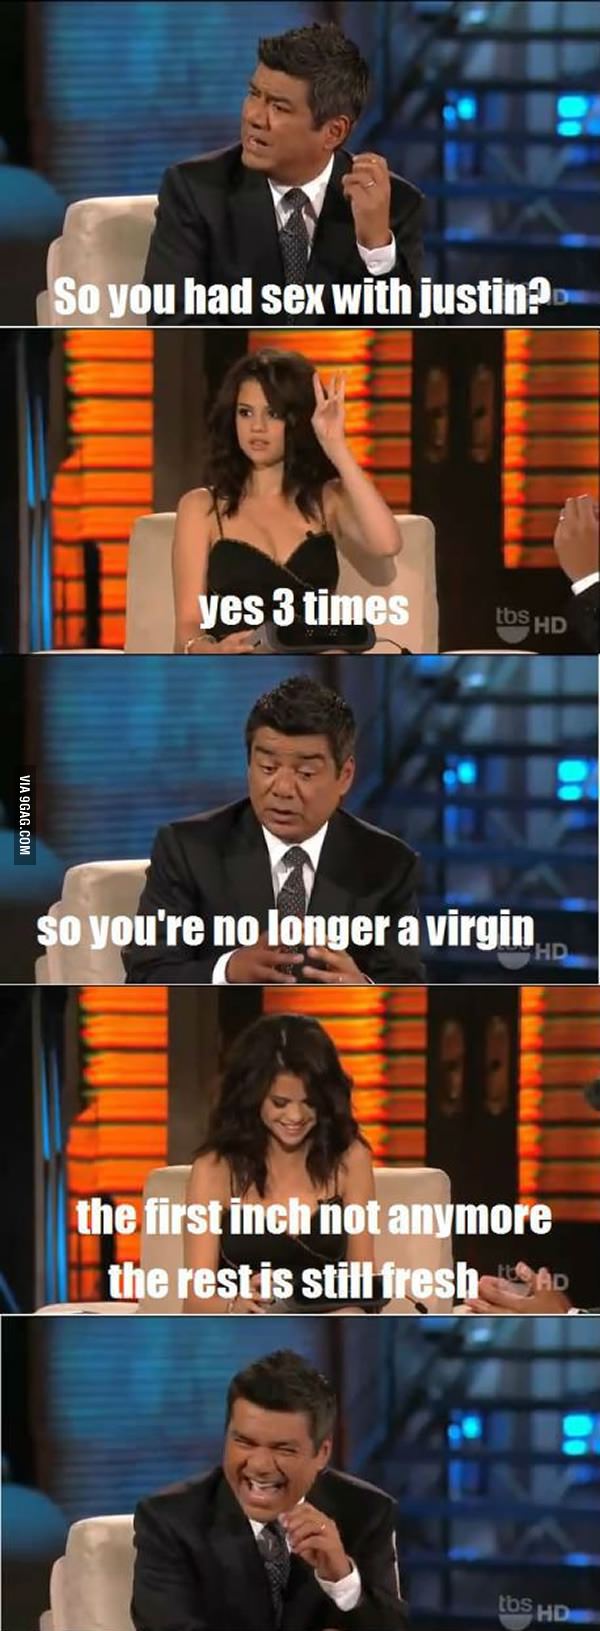 So you had sex with justin?
yes 3 times
tbs HD
VIA 9GAG.COM
so you're no longer a virgin
HD
the first inch not anymore
the rest is still fresh
tbs HD